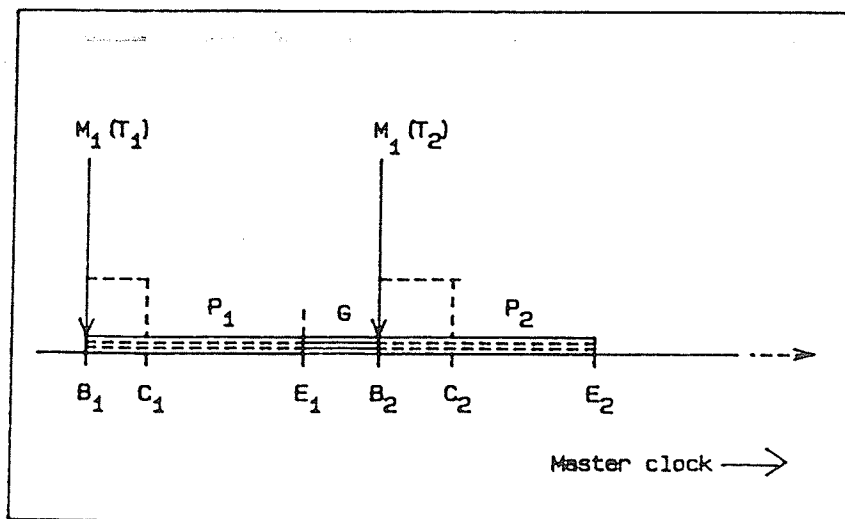 M₁(T₁) M₁(T₂)
P₁ G P₂
B₁ C₁ E₁ B₂ C₂ E₂
Master clock